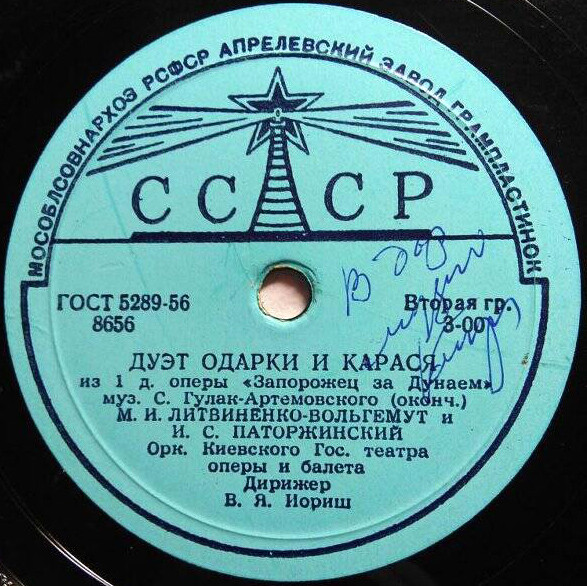 МОСОБЛСОВНАРХОЗ РСФСР АПРЕЛЕВСКИЙ ЗАВОД ГРАМПЛАСТИНОК
СССР
ГОСТ 5289-56
8656
Вторая гр.
3-00
В
ДУЭТ ОДАРКИ И КАРАСЯ
из 1 д. оперы «Запорожец за Дунаем»
муз. С. Гулак-Артемовского (оконч.)
М. И. ЛИТВИНЕНКО-ВОЛЬГЕМУТ и
И. С. ПАТОРЖИНСКИЙ
Орк. Киевского Гос. театра
оперы и балета
Дирижер
В. Я. Иориш